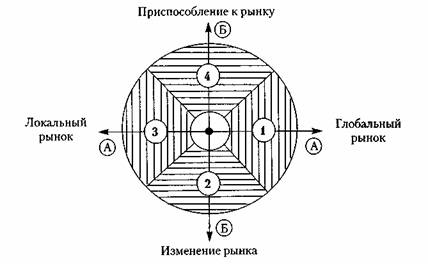 Приспособление к рынку
Б
4
Локальный
рынок
А
3
1
Глобальный
рынок
А
2
Б
Изменение рынка